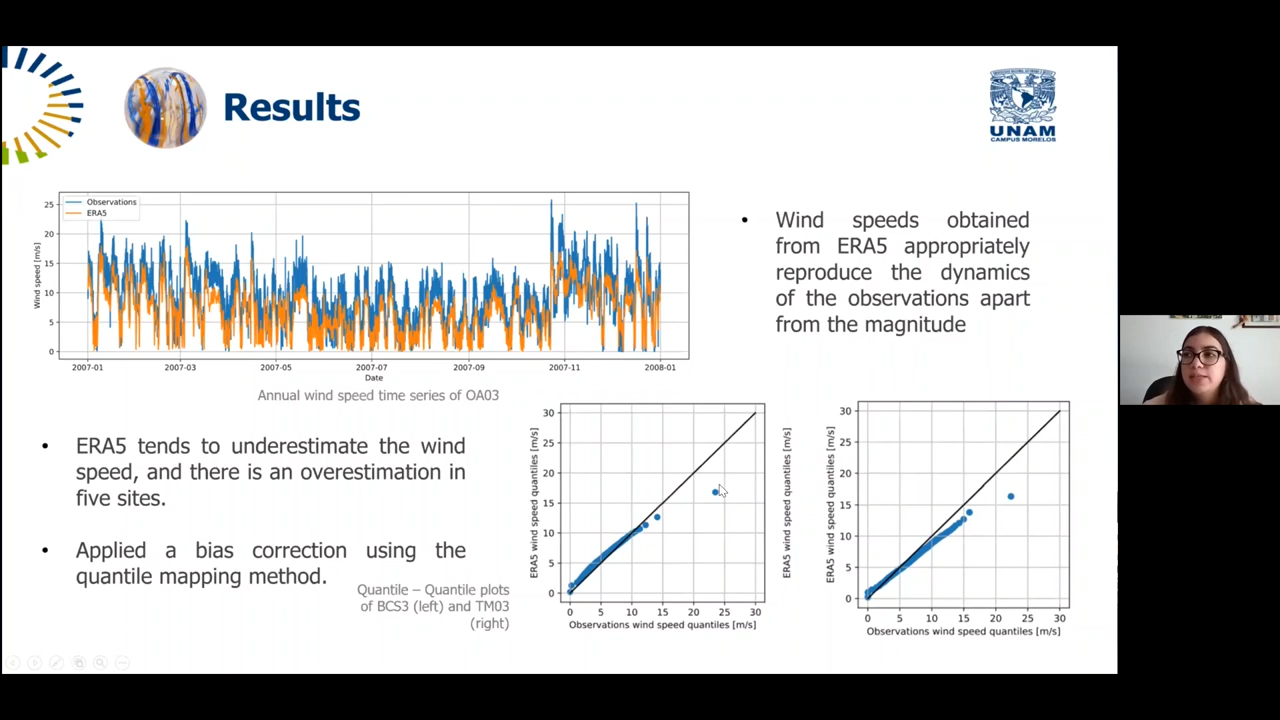 Results
UNAM
CAMPUS MORELOS
Observations
ERA5
Wind speed [m/s]
25
20
15
10
5
0
2007-01
2007-03
2007-05
2007-07
2007-09
2007-11
2008-01
Date
Annual wind speed time series of OA03
• Wind speeds obtained
from ERA5 appropriately
reproduce the dynamics
of the observations apart
from the magnitude
• ERA5 tends to underestimate the wind
speed, and there is an overestimation in
five sites.
• Applied a bias correction using the
quantile mapping method.
Quantile – Quantile plots
of BCS3 (left) and TM03
(right)
ERA5 wind speed quantiles [m/s]
30
25
20
15
10
5
0
0 5 10 15 20 25 30
Observations wind speed quantiles [m/s]
ERA5 wind speed quantiles [m/s]
ERA5 wind speed quantiles [m/s]
30
25
20
15
10
5
0
0 5 10 15 20 25 30
Observations wind speed quantiles [m/s]